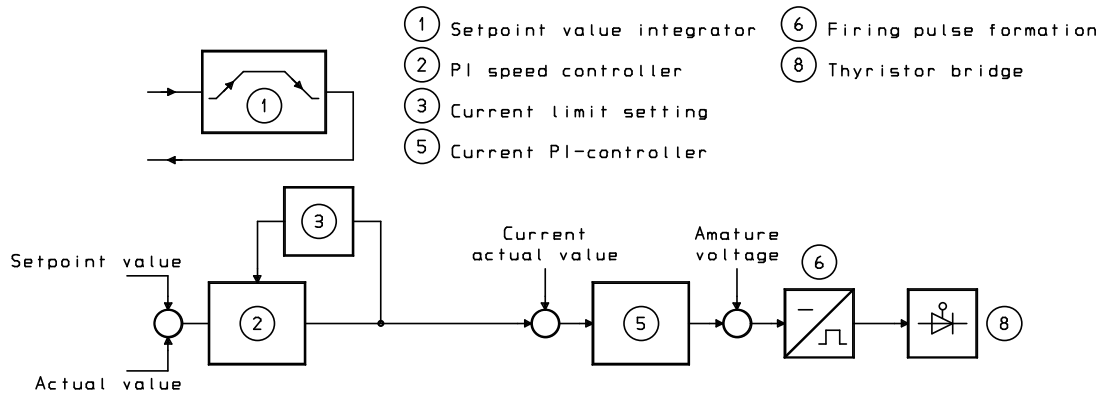 1 Setpoint value integrator
2 PI speed controller
3 Current limit setting
5 Current PI-controller
6 Firing pulse formation
8 Thyristor bridge
1
3
Setpoint value
2
Actual value
Current
actual value
5
Amature
voltage
6
8